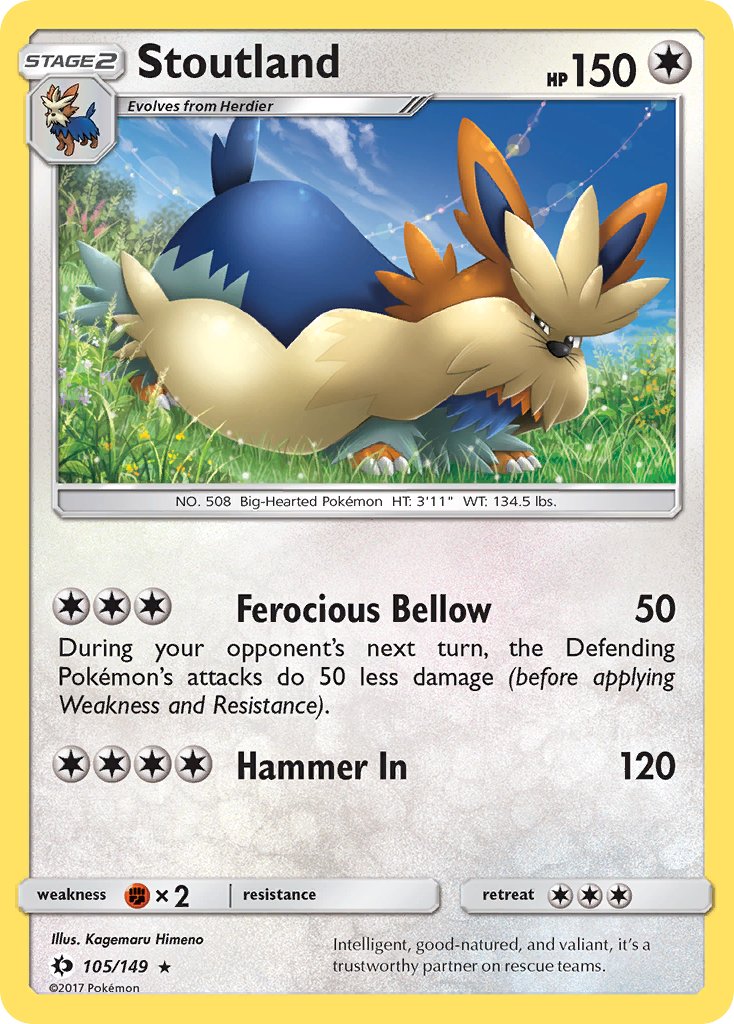 STAGE2
Stoutland
HP 150
Evolves from Herdier
NO. 508 Big-Hearted Pokémon HT: 3'11" WT: 134.5 lbs.
Ferocious Bellow 50
During your opponent's next turn, the Defending
Pokémon's attacks do 50 less damage (before applying
Weakness and Resistance).
Hammer In 120
weakness × 2 resistance retreat
Illus. Kagemaru Himeno
105/149 ★
©2017 Pokémon
Intelligent, good-natured, and valiant, it's a
trustworthy partner on rescue teams.